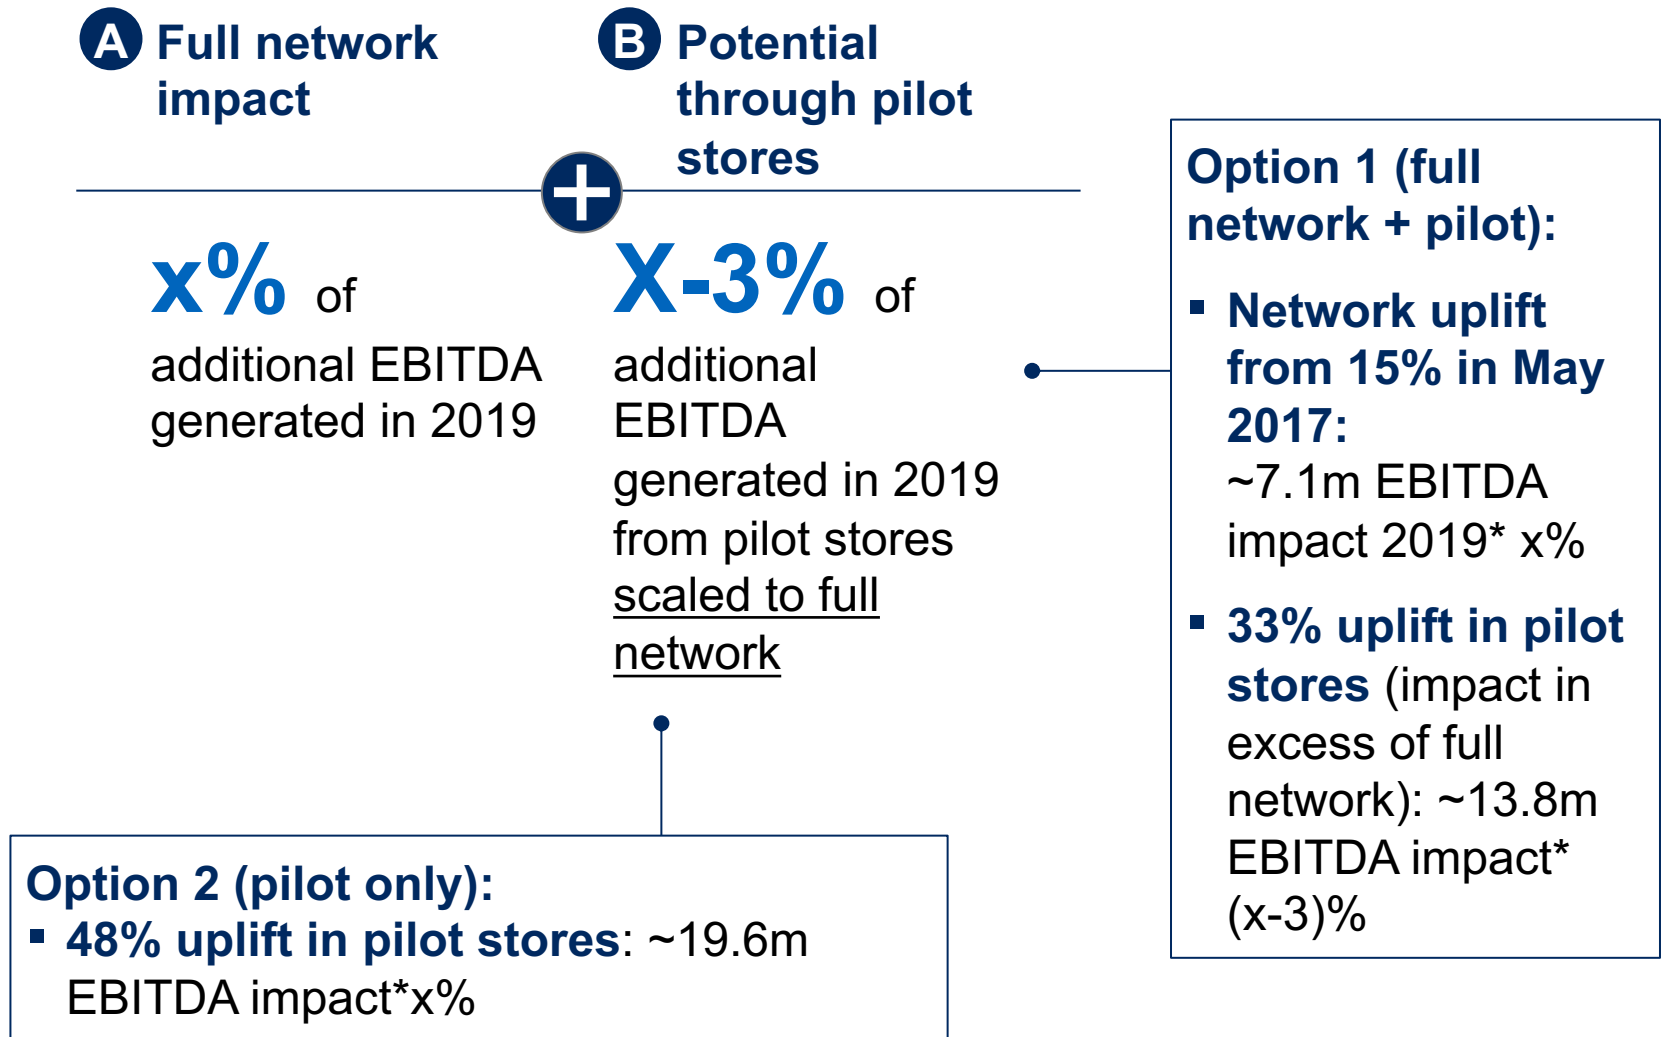 A Full network
impact
B Potential
through pilot
stores
x% of
additional EBITDA
generated in 2019
X-3% of
additional
EBITDA
generated in 2019
from pilot stores
scaled to full
network
Option 1 (full
network + pilot):
▪ Network uplift
from 15% in May
2017:
~7.1m EBITDA
impact 2019* x%
▪ 33% uplift in pilot
stores (impact in
excess of full
network): ~13.8m
EBITDA impact*
(x-3)%
Option 2 (pilot only):
▪ 48% uplift in pilot stores: ~19.6m
EBITDA impact*x%